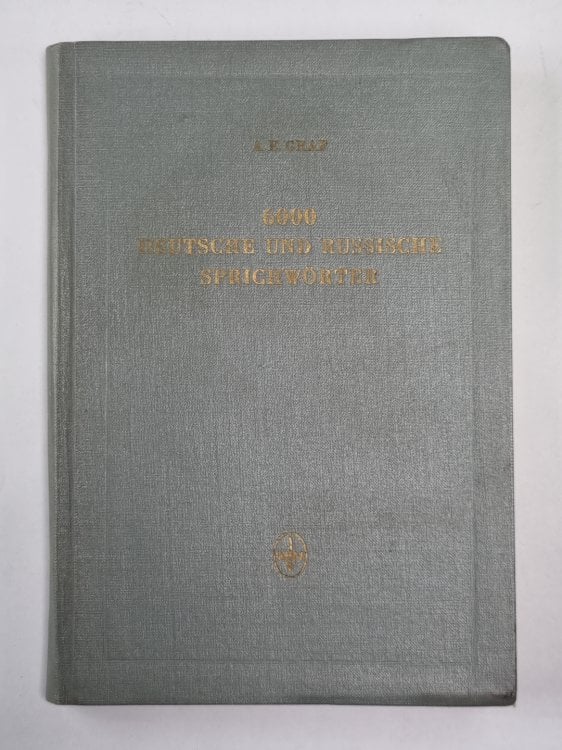 A. E. GRAF
6000
DEUTSCHE UND RUSSISCHE
SPRICHWÖRTER